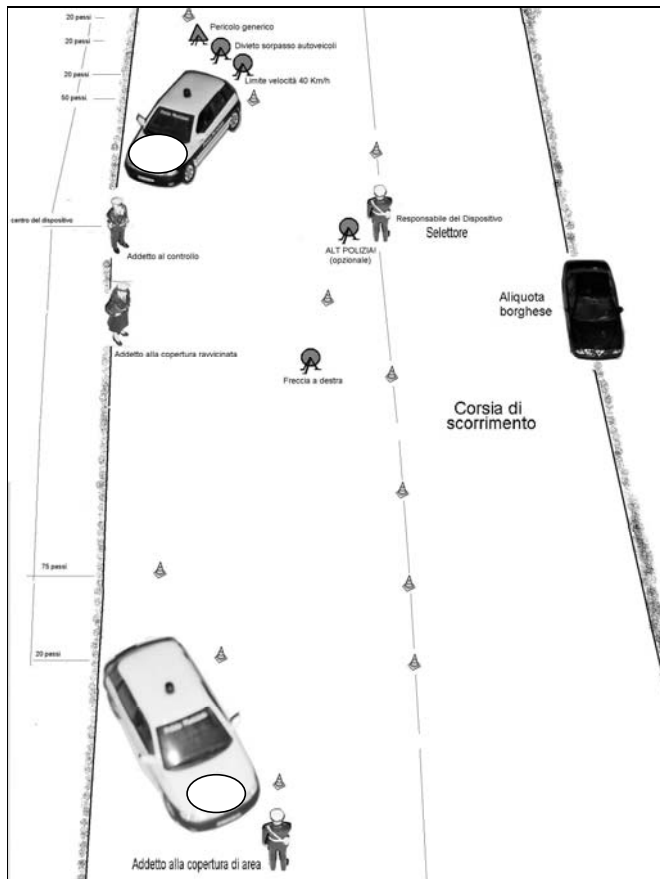 20 passi
Pericolo generico
20 passi
Divieto sorpasso autoveicoli
20 passi
Limite velocità 40 Km/h
50 passi
centro del dispositivo
Responsabile del Dispositivo
Selettore
ALT POLIZIA!
(opzionale)
Addetto al controllo
Aliquota
borghese
Addetto alla copertura ravvicinata
Freccia a destra
Corsia di
scorrimento
75 passi
20 passi
Addetto alla copertura di area